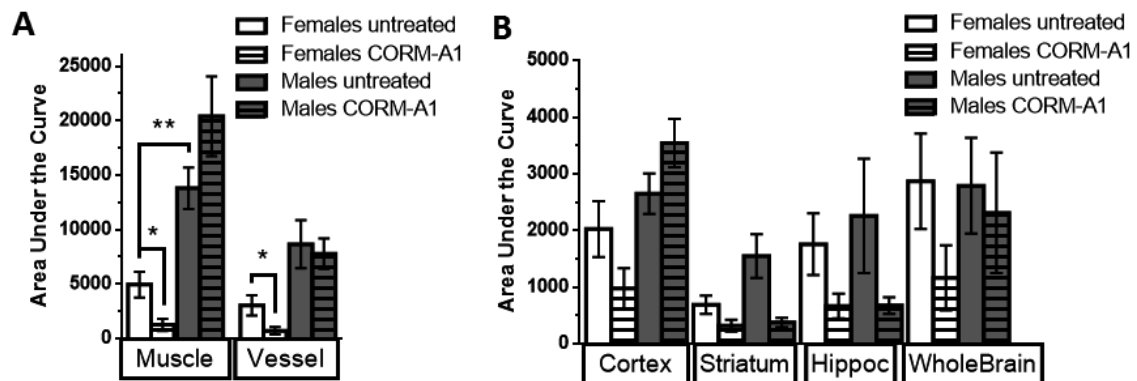 A
Females untreated
Females CORM-A1
Males untreated
Males CORM-A1
Area Under the Curve
25000
20000
15000
10000
5000
0
**
*
*
Muscle
Vessel
B
Females untreated
Females CORM-A1
Males untreated
Males CORM-A1
Area Under the Curve
5000
4000
3000
2000
1000
0
Cortex
Striatum
Hippoc
WholeBrain